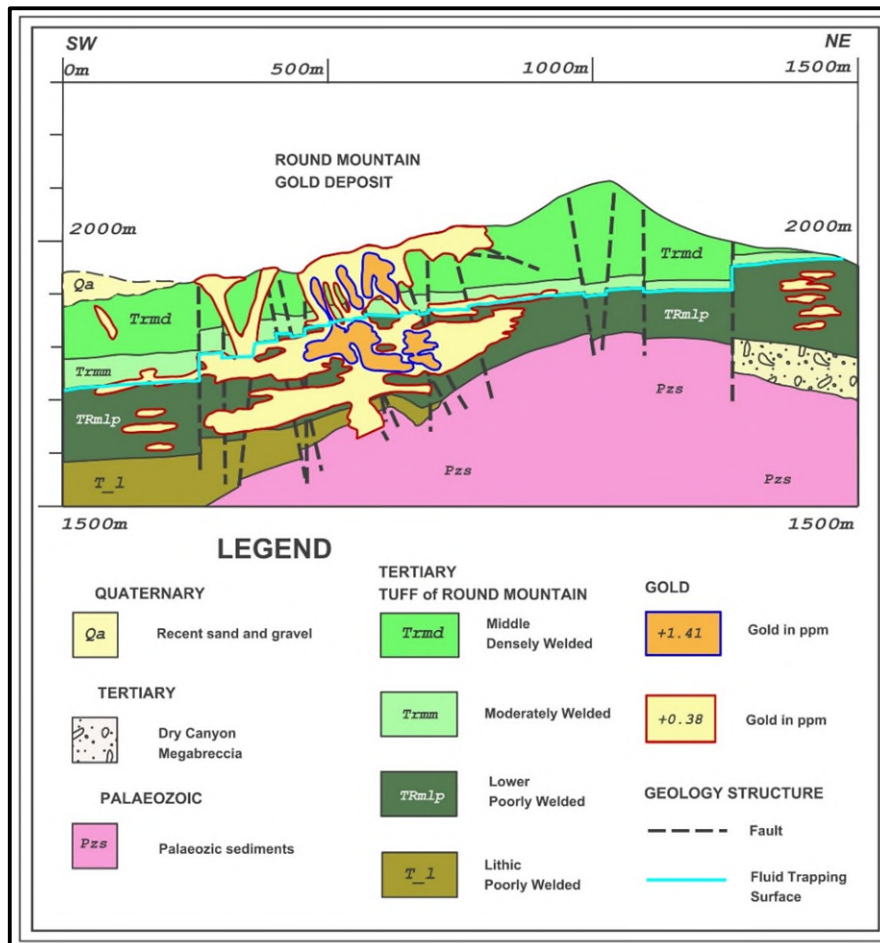 SW NE
0m 500m 1000m 1500m
ROUND MOUNTAIN
GOLD DEPOSIT
2000m 2000m
Qa
Trmd
Trmd
Trmm
TRmlp
TRmlp
Pzs
T_l
Pzs
Pzs
1500m 1500m
LEGEND
QUATERNARY
Qa Recent sand and gravel
TERTIARY
Dry Canyon
Megabreccia
PALAEOZOIC
Pzs Palaeozic sediments
TERTIARY
TUFF of ROUND MOUNTAIN
Trmd Middle
Densely Welded
Trmm Moderately Welded
TRmlp Lower
Poorly Welded
T_l Lithic
Poorly Welded
GOLD
+1.41 Gold in ppm
+0.38 Gold in ppm
GEOLOGY STRUCTURE
Fault
Fluid Trapping
Surface